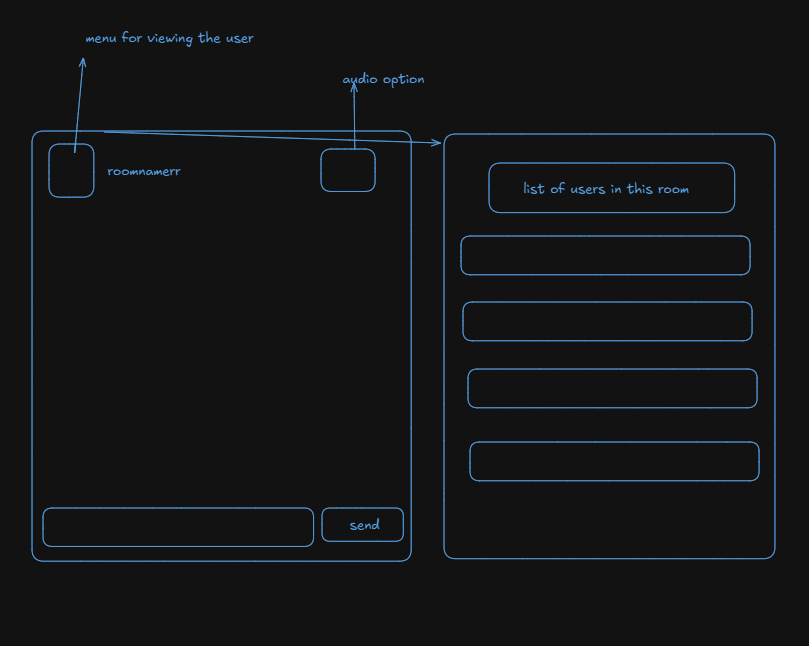 menu for viewing the user
audio option
roomnamerr
list of users in this room
send